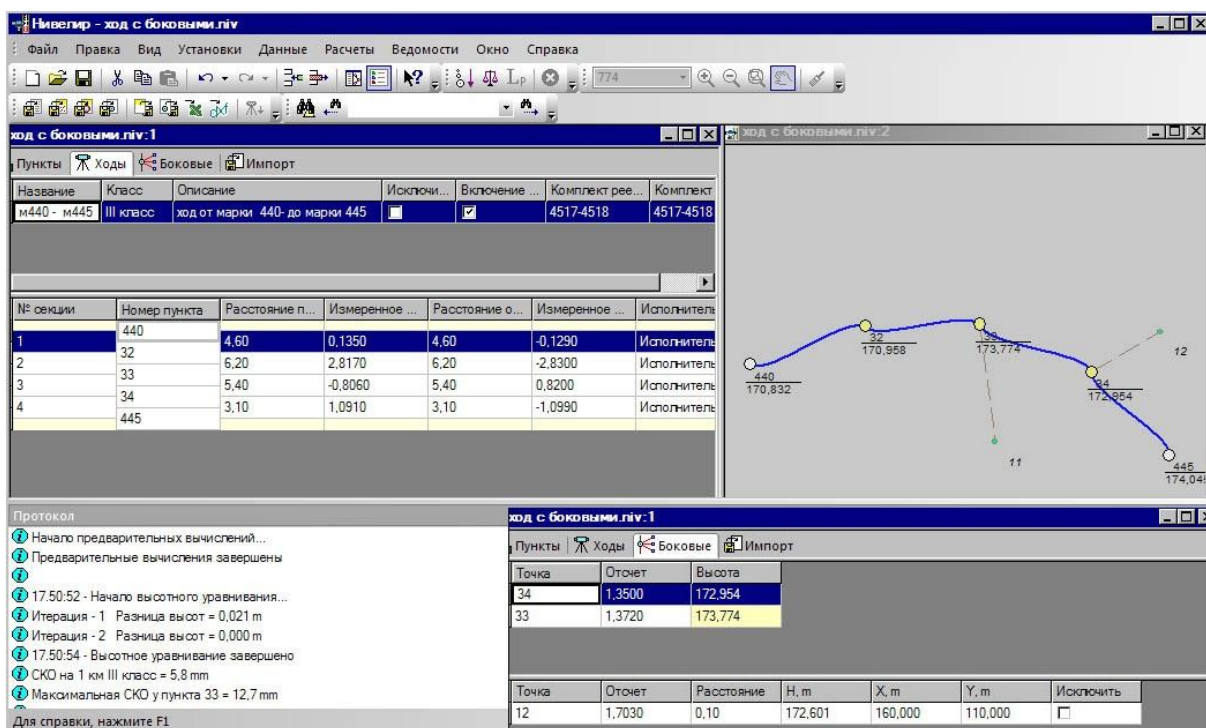 Нивелир - ход с боковыми.niv
Файл Правка Вид Установки Данные Расчеты Ведомости Окно Справка
774
ход с боковыми.niv:1
Пункты Ходы Боковые Импорт
Название Класс Описание Исключи... Включение ... Комплект рее... Комплект
м440 - м445 III класс ход от марки 440- до марки 445 4517-4518 4517-4518
№ секции Номер пункта Расстояние п... Измеренное ... Расстояние о... Измеренное ... Исполнитель
440
1 4,60 0,1350 4,60 -0,1290 Исполнитель
32
2 6,20 2,8170 6,20 -2,8300 Исполнитель
33
3 5,40 -0,8060 5,40 0,8200 Исполнитель
34
4 3,10 1,0910 3,10 -1,0990 Исполнитель
445
ход с боковыми.niv:2
32
170,958
33
173,774
12
440
170,832
34
172,954
11
445
174,045
Протокол
Начало предварительных вычислений...
Предварительные вычисления завершены
17.50:52 - Начало высотного уравнивания...
Итерация - 1 Разница высот = 0,021 m
Итерация - 2 Разница высот = 0,000 m
17.50:54 - Высотное уравнивание завершено
СКО на 1 км III класс = 5,8 mm
Максимальная СКО у пункта 33 = 12,7 mm
Для справки, нажмите F1
ход с боковыми.niv:1
Пункты Ходы Боковые Импорт
Точка Отсчет Высота
34 1,3500 172,954
33 1,3720 173,774
Точка Отсчет Расстояние H, m X, m Y, m Исключить
12 1,7030 0,10 172,601 160,000 110,000